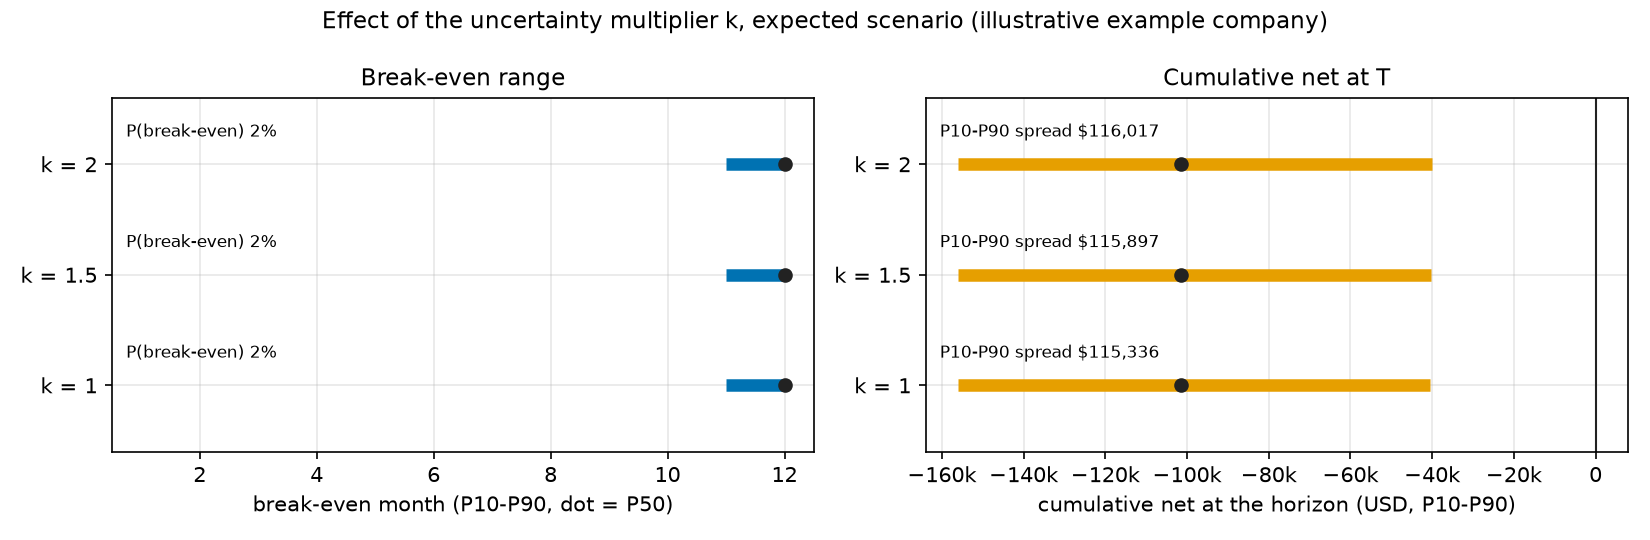 Effect of the uncertainty multiplier k, expected scenario (illustrative example company)
Break-even range
P(break-even) 2%
k = 2
P(break-even) 2%
k = 1.5
P(break-even) 2%
k = 1
2 4 6 8 10 12
break-even month (P10-P90, dot = P50)
Cumulative net at T
P10-P90 spread $116,017
k = 2
P10-P90 spread $115,897
k = 1.5
P10-P90 spread $115,336
k = 1
−160k −140k −120k −100k −80k −60k −40k −20k 0
cumulative net at the horizon (USD, P10-P90)